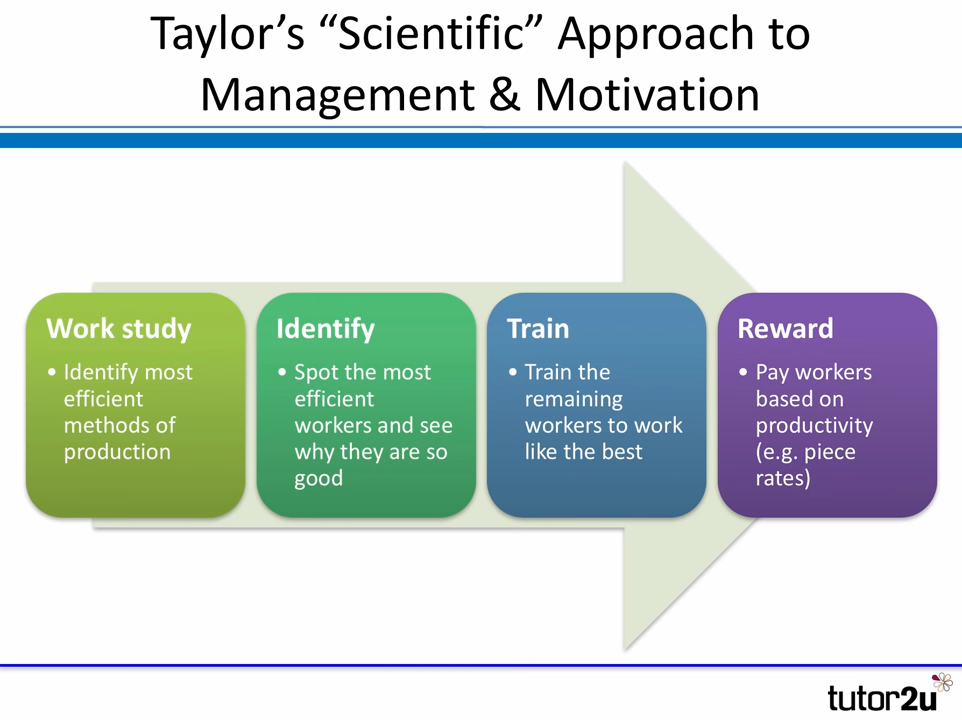 Taylor’s “Scientific” Approach to
Management & Motivation
Work study
• Identify most
efficient
methods of
production
Identify
• Spot the most
efficient
workers and see
why they are so
good
Train
• Train the
remaining
workers to work
like the best
Reward
• Pay workers
based on
productivity
(e.g. piece
rates)
tutor2u